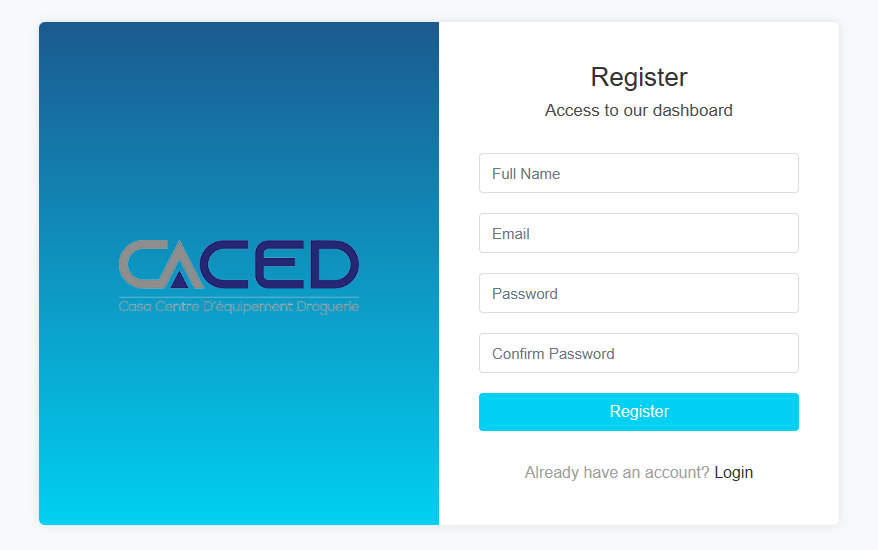 CACED
Casa Centre D'équipement Droguerie
Register
Access to our dashboard
Full Name
Email
Password
Confirm Password
Register
Already have an account? Login